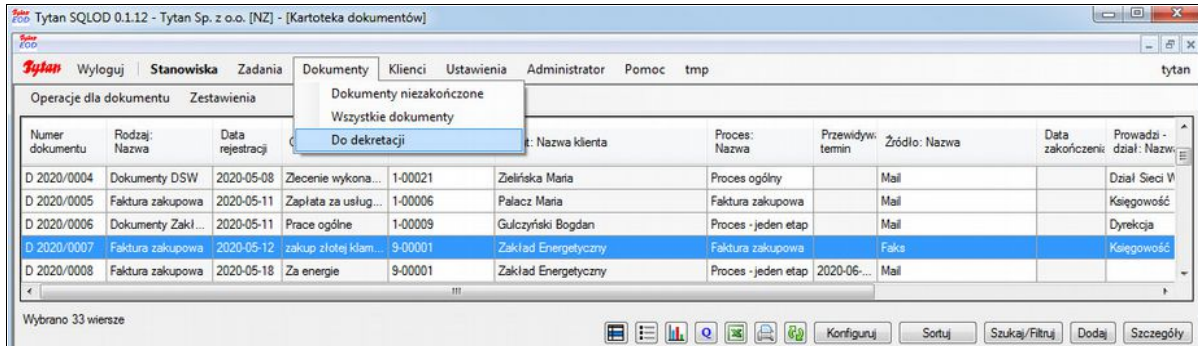 Tytan EOD Tytan SQLOD 0.1.12 - Tytan Sp. z o.o. [NZ] - [Kartoteka dokumentów]
Tytan EOD
Tytan Wyloguj Stanowiska Zadania Dokumenty Klienci Ustawienia Administrator Pomoc tmp tytan
Operacje dla dokumentu Zestawienia
Dokumenty niezakończone
Wszystkie dokumenty
Do dekretacji
Numer dokumentu Rodzaj: Nazwa Data rejestracji t: Nazwa klienta Proces: Nazwa Przewidyw. termin Źródło: Nazwa Data zakończenia Prowadzi - dział: Nazw
D 2020/0004 Dokumenty DSW 2020-05-08 Zlecenie wykona... 1-00021 Zielińska Maria Proces ogólny Mail Dział Sieci W
D 2020/0005 Faktura zakupowa 2020-05-11 Zapłata za usług... 1-00006 Palacz Maria Faktura zakupowa Mail Księgowość
D 2020/0006 Dokumenty Zakł... 2020-05-11 Prace ogólne 1-00009 Gulczyński Bogdan Proces - jeden etap Mail Dyrekcja
D 2020/0007 Faktura zakupowa 2020-05-12 zakup złotej klam... 9-00001 Zakład Energetyczny Faktura zakupowa Faks Księgowość
D 2020/0008 Faktura zakupowa 2020-05-18 Za energie 9-00001 Zakład Energetyczny Proces - jeden etap 2020-06-... Mail
Wybrano 33 wiersze
Q Konfiguruj Sortuj Szukaj/Filtruj Dodaj Szczegóły